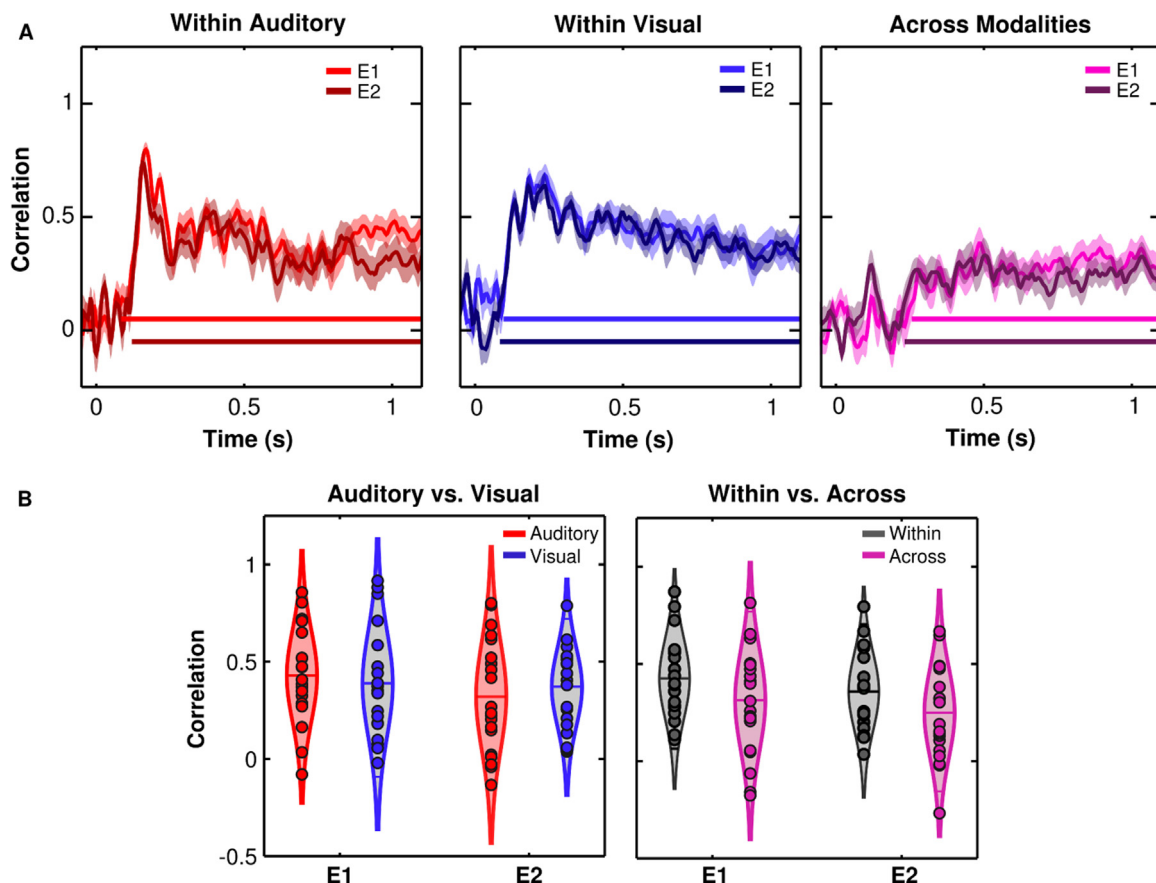 A
Within Auditory
Within Visual
Across Modalities
E1
E2
E1
E2
E1
E2
1
0.5
0
Correlation
0 0.5 1
0 0.5 1
0 0.5 1
Time (s)
Time (s)
Time (s)
B
Auditory vs. Visual
Within vs. Across
Auditory
Visual
Within
Across
1
0.5
0
-0.5
Correlation
E1 E2
E1 E2